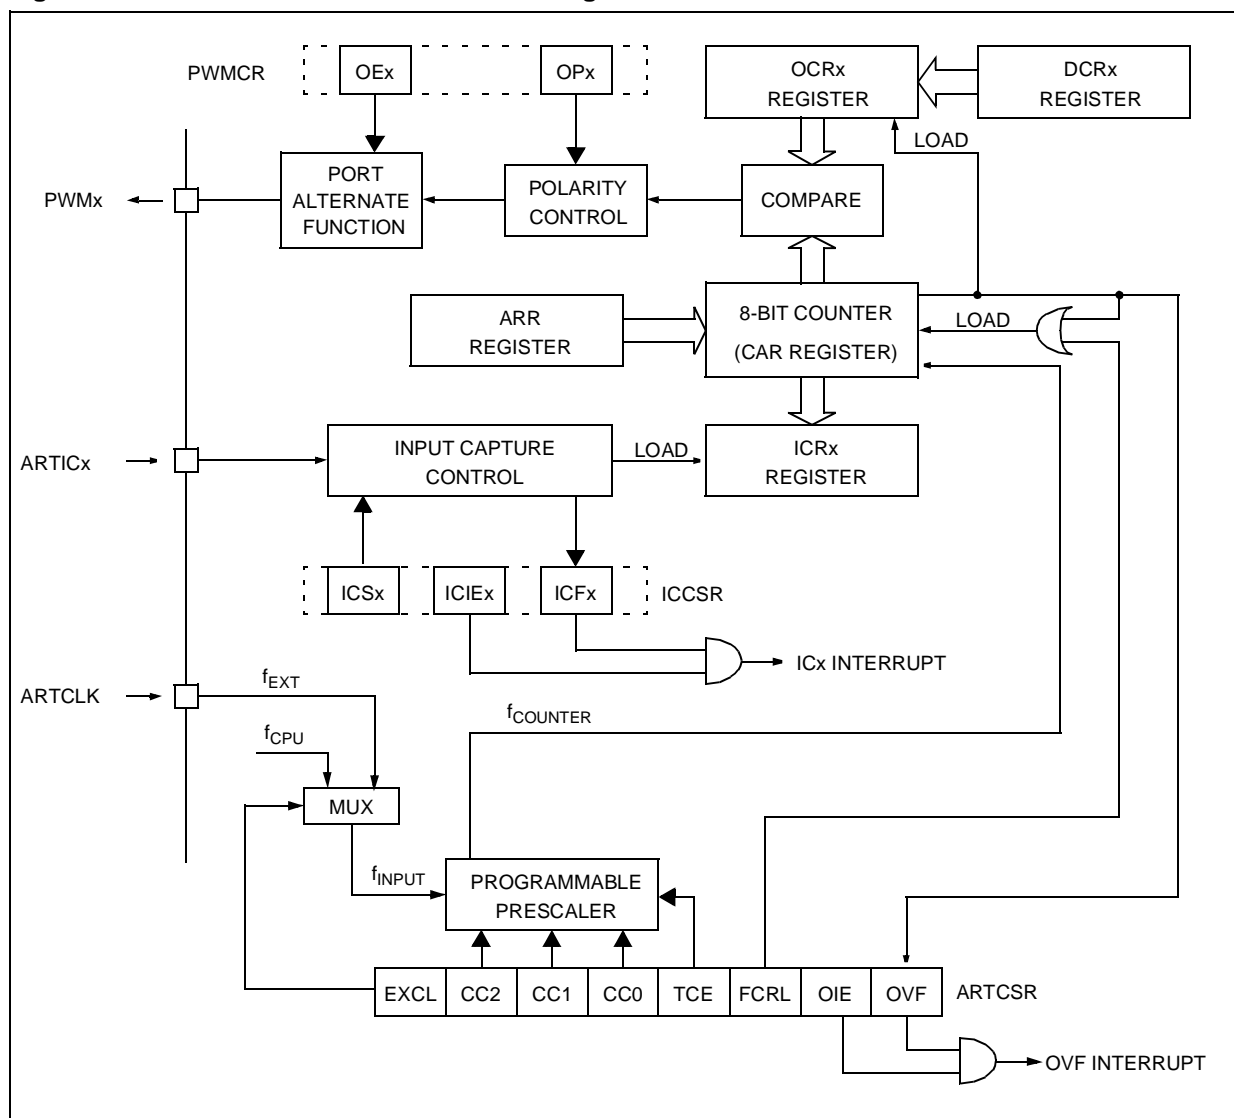 PWMCR
OEx
OPx
OCRx
REGISTER
DCRx
REGISTER
LOAD
PWMx
PORT
ALTERNATE
FUNCTION
POLARITY
CONTROL
COMPARE
ARR
REGISTER
8-BIT COUNTER
(CAR REGISTER)
LOAD
ARTICx
INPUT CAPTURE
CONTROL
LOAD
ICRx
REGISTER
ICSx
ICIEx
ICFx
ICCSR
ICx INTERRUPT
ARTCLK
fEXT
fCPU
fCOUNTER
MUX
fINPUT
PROGRAMMABLE
PRESCALER
EXCL
CC2
CC1
CC0
TCE
FCRL
OIE
OVF
ARTCSR
OVF INTERRUPT